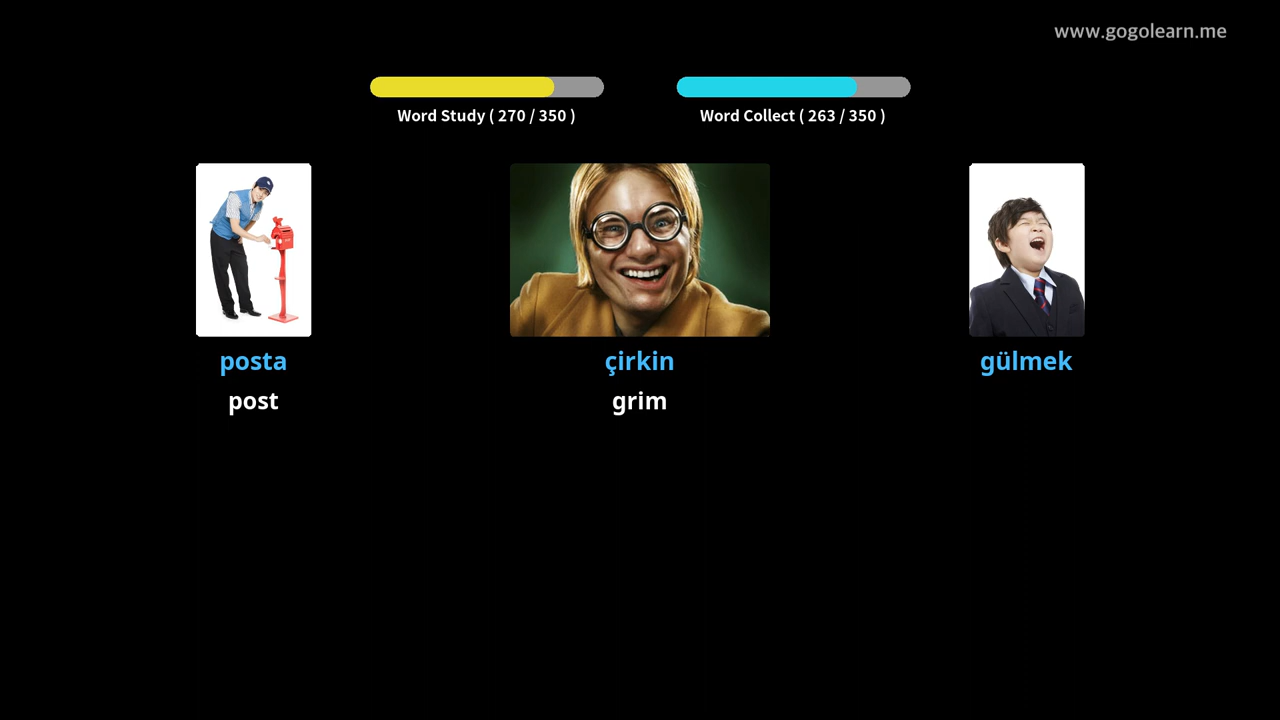 www.gogolearn.me
Word Study ( 270 / 350 )
Word Collect ( 263 / 350 )
posta
çirkin
gülmek
post
grim